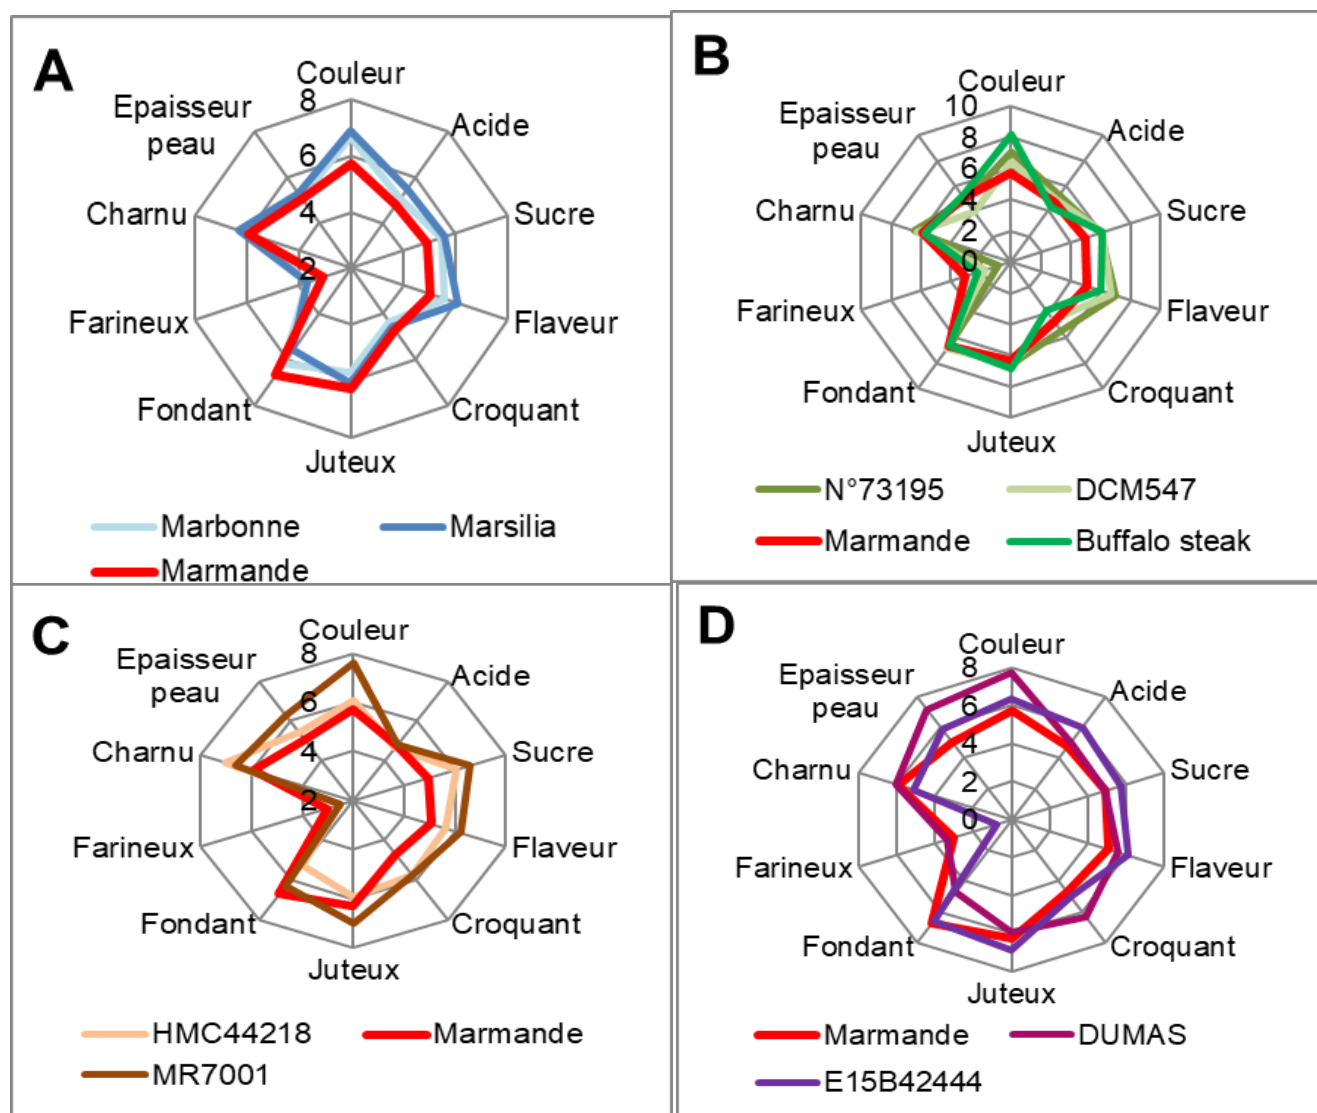 A
Couleur
8
Acide
Epaisseur
peau
6
Charnu
4
Sucre
2
Farineux
Flaveur
Fondant
Croquant
Juteux
Marbonne Marsilia
Marmande
B
Couleur
10
Acide
Epaisseur
peau
8
6
Charnu
4
Sucre
2
0
Farineux
Flaveur
Fondant
Croquant
Juteux
N°73195 DCM547
Marmande Buffalo steak
C
Couleur
8
Acide
Epaisseur
peau
6
Charnu
4
Sucre
2
Farineux
Flaveur
Fondant
Croquant
Juteux
HMC44218 Marmande
MR7001
D
Couleur
8
Acide
Epaisseur
peau
6
Charnu
4
Sucre
2
0
Farineux
Flaveur
Fondant
Croquant
Juteux
Marmande DUMAS
E15B42444